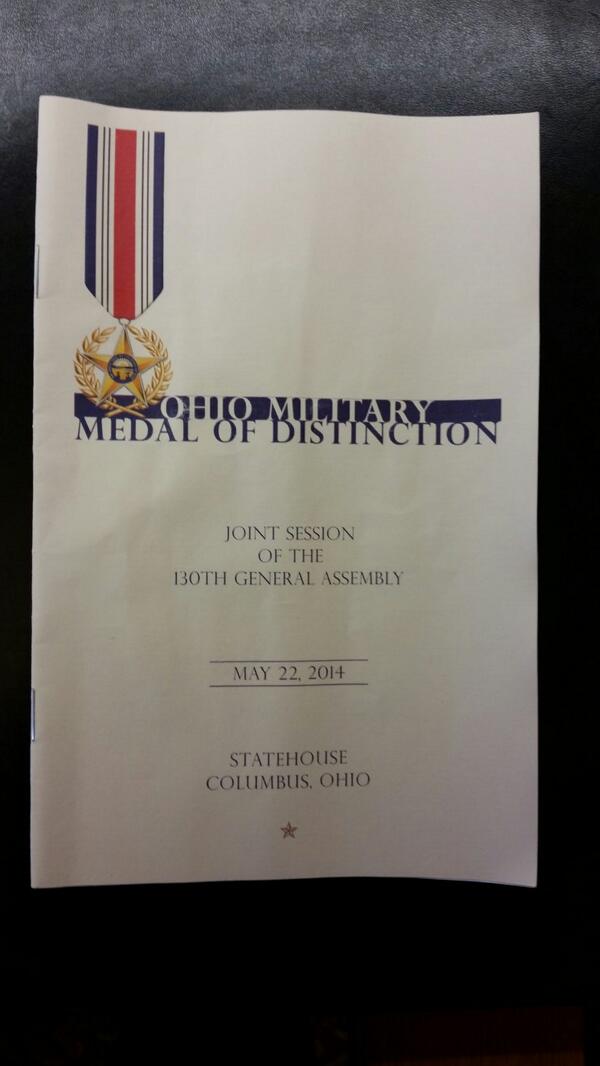 OHIO MILITARY
MEDAL OF DISTINCTION
JOINT SESSION
OF THE
130TH GENERAL ASSEMBLY
MAY 22, 2014
STATEHOUSE
COLUMBUS, OHIO